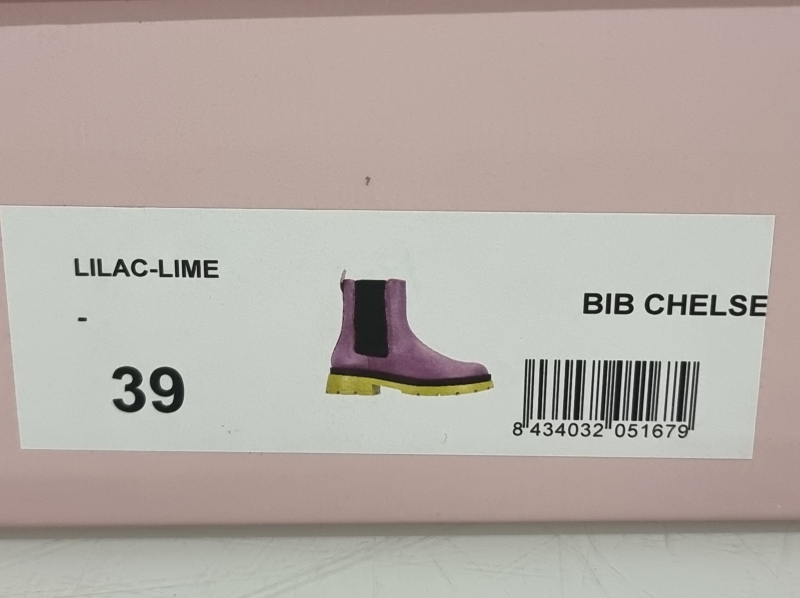 LILAC-LIME
-
39
BIB CHELSE
8 434032 051679